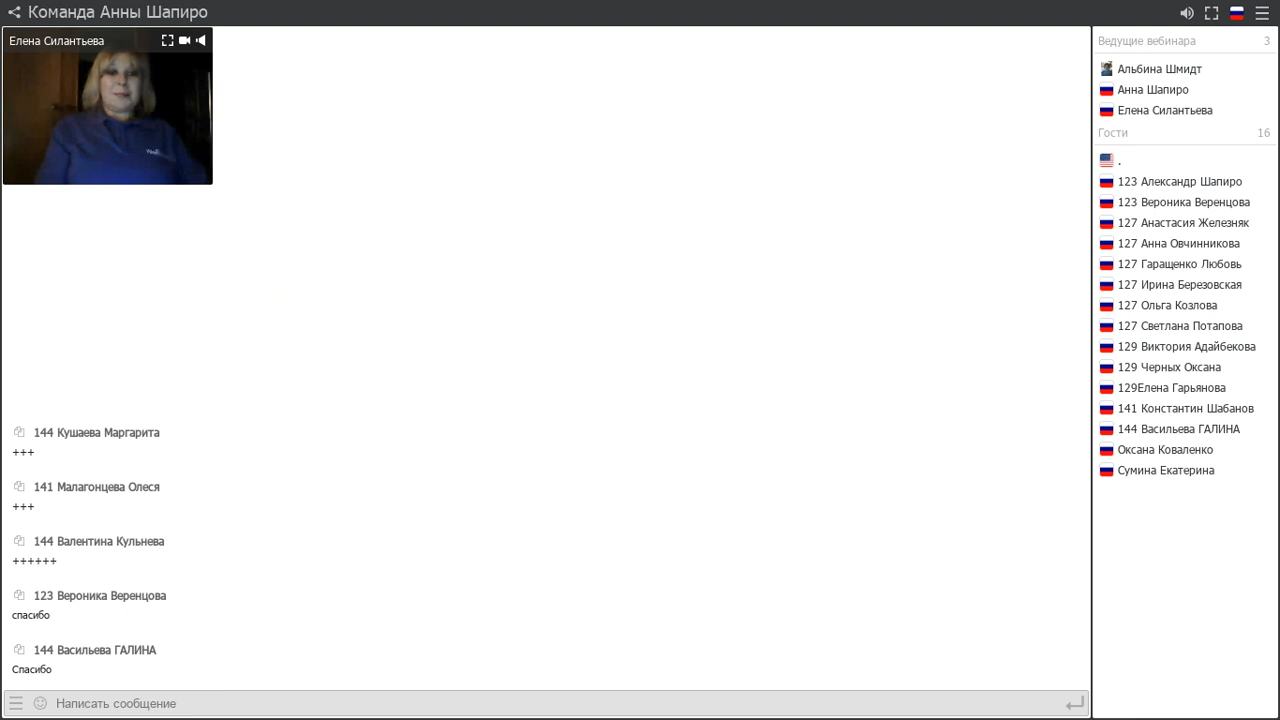 Команда Анны Шапиро
Елена Силантьева
144 Кушаева Маргарита
+++
141 Малагонцева Олеся
+++
144 Валентина Кульнева
++++++
123 Вероника Веренцова
спасибо
144 Васильева ГАЛИНА
Спасибо
Написать сообщение
Ведущие вебинара 3
Альбина Шмидт
Анна Шапиро
Елена Силантьева
Гости 16
.
123 Александр Шапиро
123 Вероника Веренцова
127 Анастасия Железняк
127 Анна Овчинникова
127 Гаращенко Любовь
127 Ирина Березовская
127 Ольга Козлова
127 Светлана Потапова
129 Виктория Адайбекова
129 Черных Оксана
129Елена Гарьянова
141 Константин Шабанов
144 Васильева ГАЛИНА
Оксана Коваленко
Сумина Екатерина